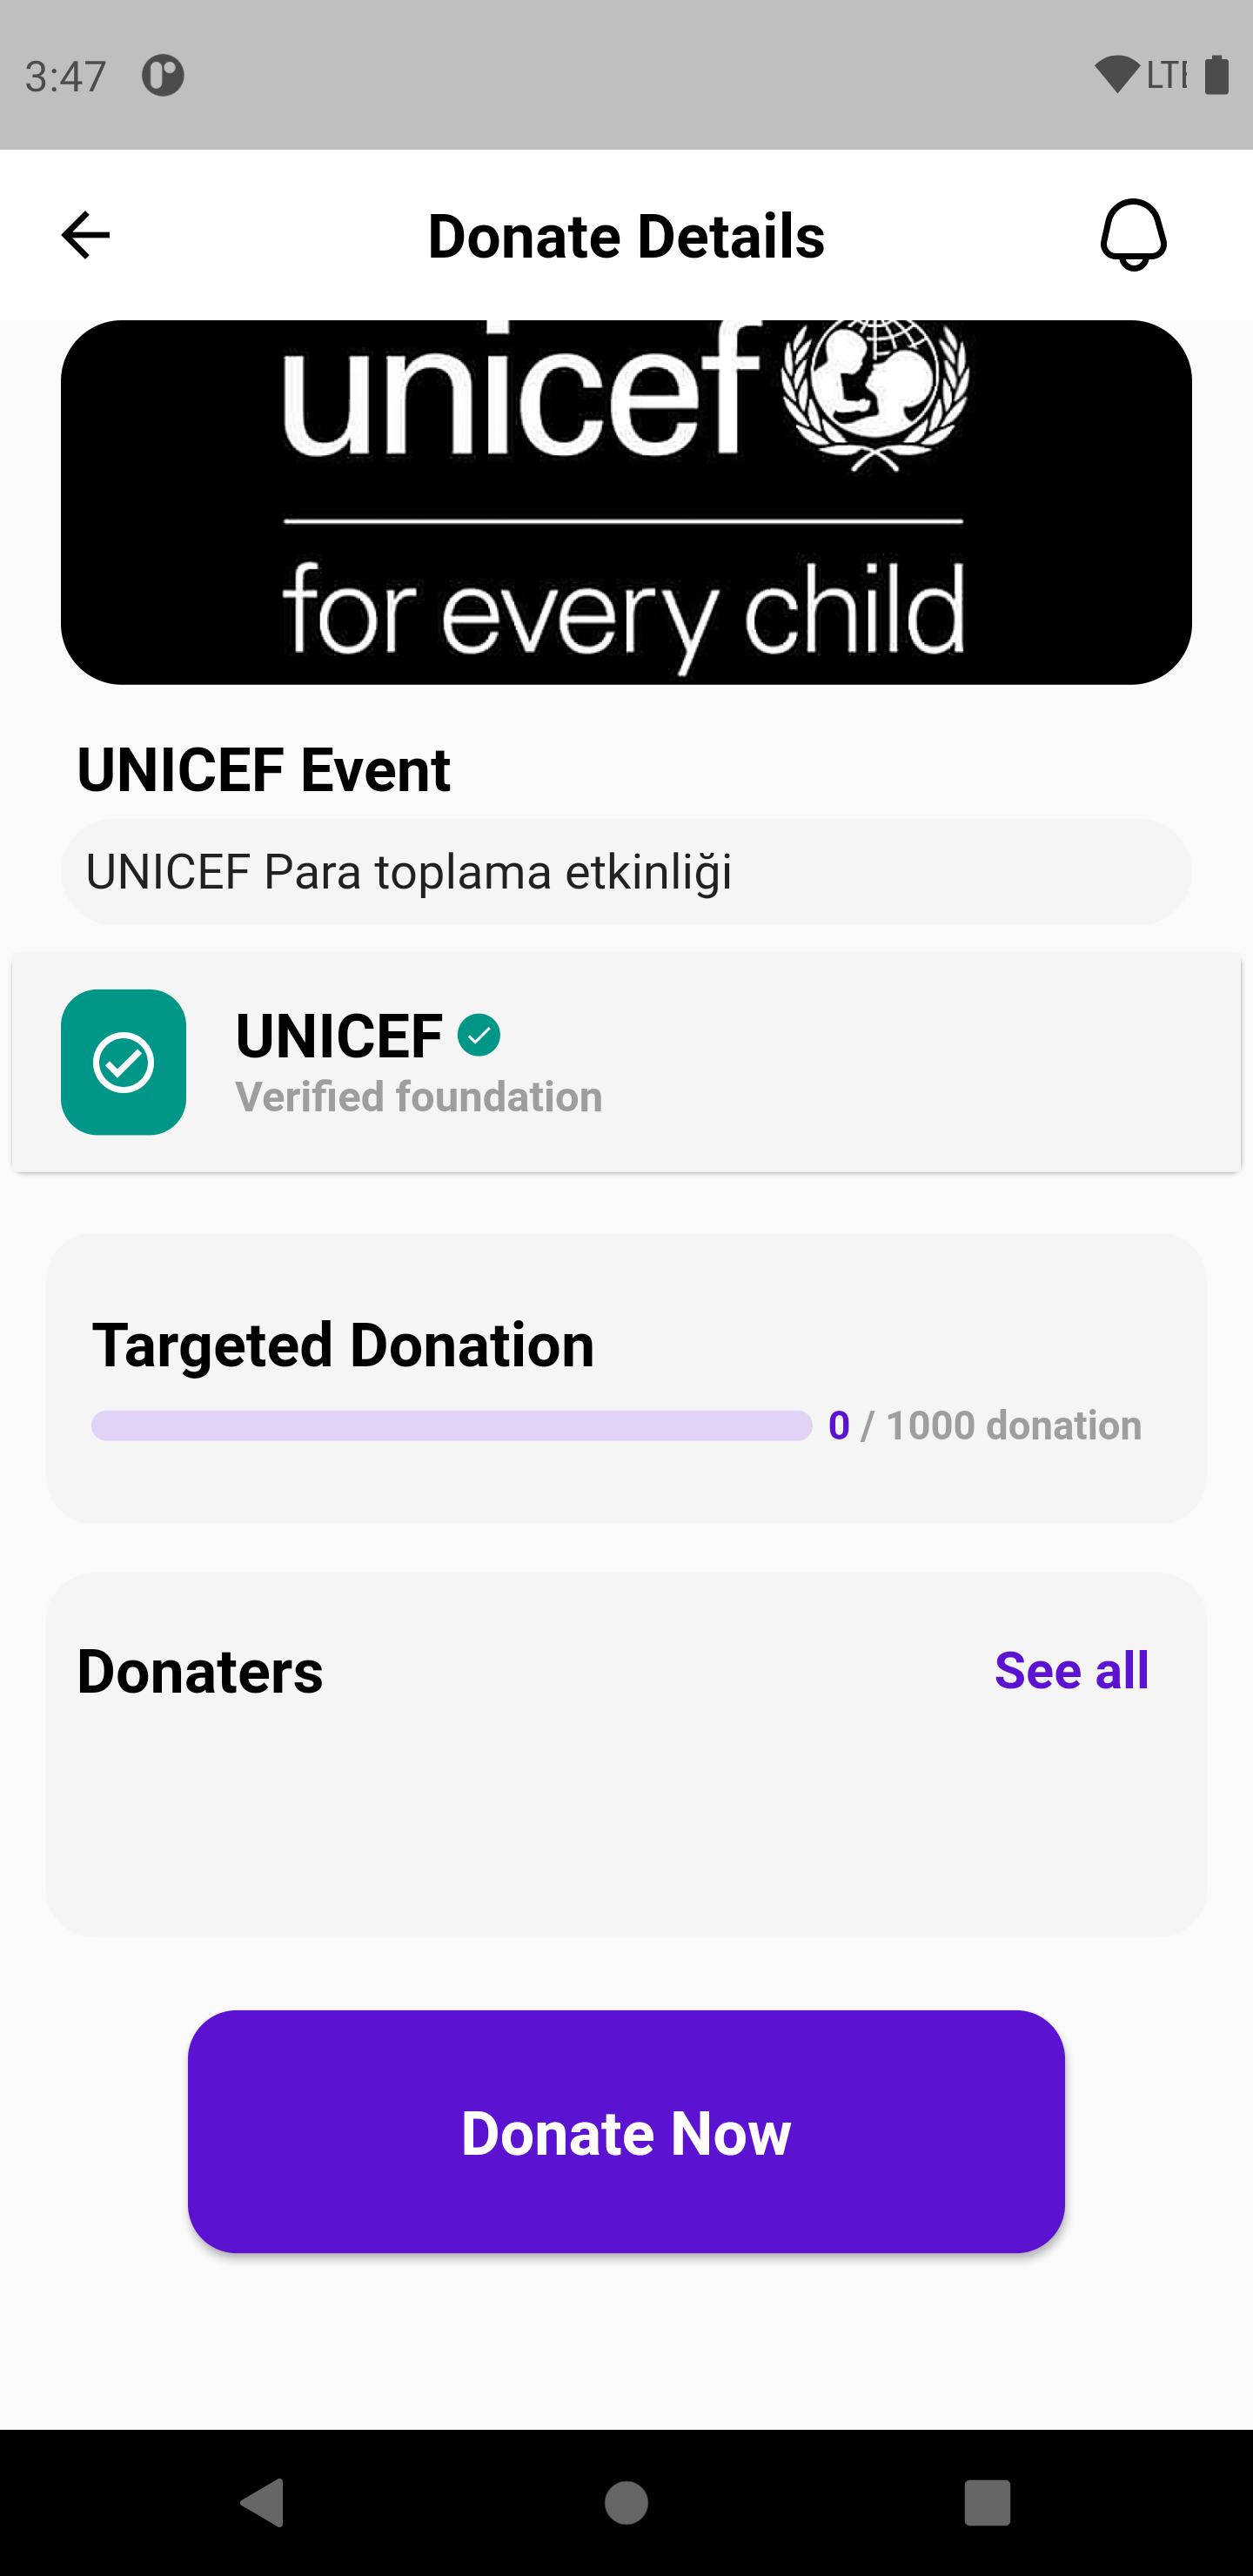 3:47
LTE
Donate Details
unicef
for every child
UNICEF Event
UNICEF Para toplama etkinliği
UNICEF
Verified foundation
Targeted Donation
0 / 1000 donation
Donaters
See all
Donate Now